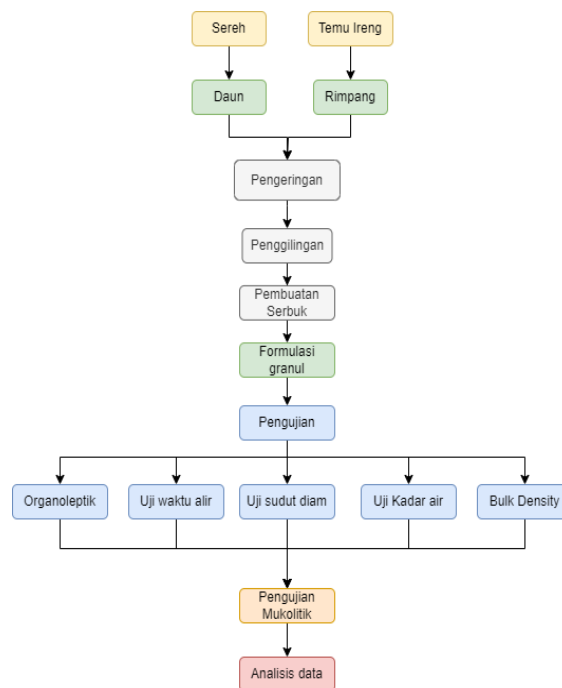 Sereh
Temu Ireng
Daun
Rimpang
Pengeringan
Penggilingan
Pembuatan
Serbuk
Formulasi
granul
Pengujian
Organoleptik
Uji waktu alir
Uji sudut diam
Uji Kadar air
Bulk Density
Pengujian
Mukolitik
Analisis data